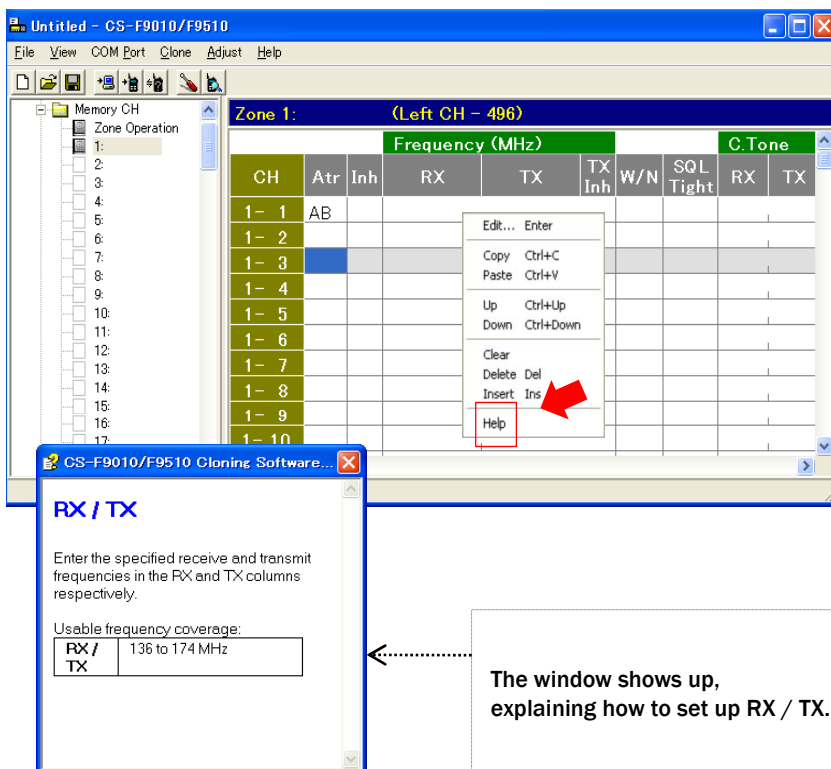 Untitled - CS-F9010/F9510
File View COM Port Clone Adjust Help
Memory CH
Zone Operation
1:
2:
3:
4:
5:
6:
7:
8:
9:
10:
11:
12:
13:
14:
15:
16:
17:
Zone 1: (Left CH - 496)
Frequency (MHz) C.Tone
CH Atr Inh RX TX TX Inh W/N SQL Tight RX TX
1- 1 AB
1- 2
1- 3
1- 4
1- 5
1- 6
1- 7
1- 8
1- 9
1- 10
Edit... Enter
Copy Ctrl+C
Paste Ctrl+V
Up Ctrl+Up
Down Ctrl+Down
Clear
Delete Del
Insert Ins
Help
CS-F9010/F9510 Cloning Software...
RX / TX
Enter the specified receive and transmit
frequencies in the RX and TX columns
respectively.
Usable frequency coverage:
RX / TX 136 to 174 MHz
The window shows up,
explaining how to set up RX / TX.